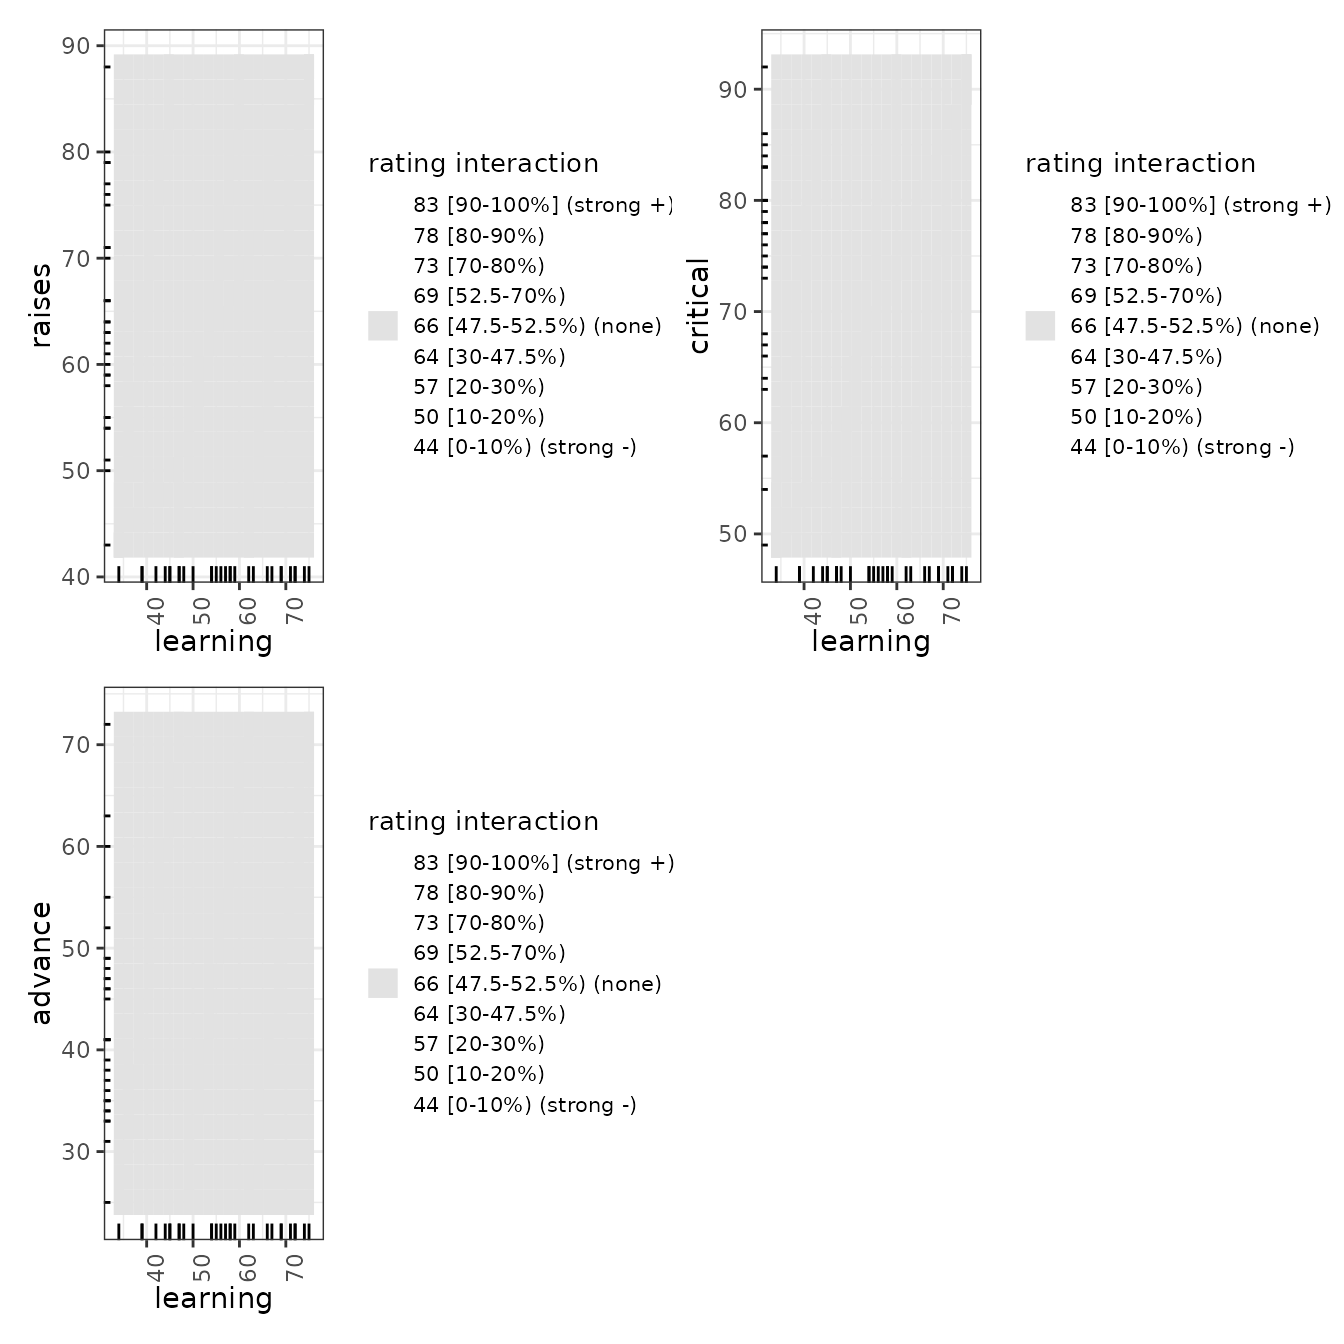 raises
90
80
70
60
50
40
40 50 60 70
learning
rating interaction
83 [90-100%] (strong +)
78 [80-90%)
73 [70-80%)
69 [52.5-70%)
66 [47.5-52.5%) (none)
64 [30-47.5%)
57 [20-30%)
50 [10-20%)
44 [0-10%) (strong -)
critical
90
80
70
60
50
40 50 60 70
learning
rating interaction
83 [90-100%] (strong +)
78 [80-90%)
73 [70-80%)
69 [52.5-70%)
66 [47.5-52.5%) (none)
64 [30-47.5%)
57 [20-30%)
50 [10-20%)
44 [0-10%) (strong -)
advance
70
60
50
40
30
40 50 60 70
learning
rating interaction
83 [90-100%] (strong +)
78 [80-90%)
73 [70-80%)
69 [52.5-70%)
66 [47.5-52.5%) (none)
64 [30-47.5%)
57 [20-30%)
50 [10-20%)
44 [0-10%) (strong -)